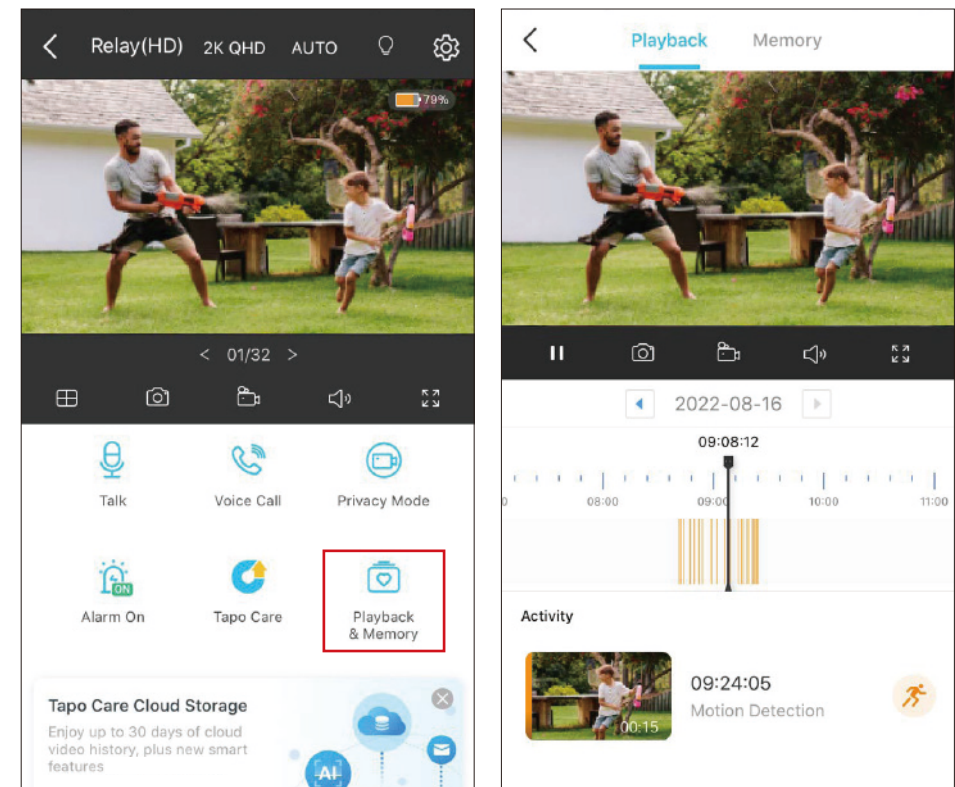 Relay(HD) 2K QHD AUTO
79%
< 01/32 >
Talk
Voice Call
Privacy Mode
ON
Alarm On
Tapo Care
Playback
& Memory
Tapo Care Cloud Storage
Enjoy up to 30 days of cloud
video history, plus new smart
features
AI
Playback Memory
2022-08-16
09:08:12
0 08:00 09:00 10:00 11:00
Activity
00:15
09:24:05
Motion Detection